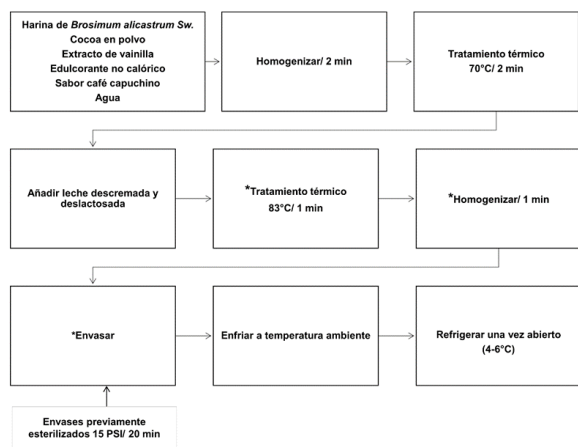 Harina de Brosimum alicastrum Sw.
Cocoa en polvo
Extracto de vainilla
Edulcorante no calórico
Sabor café capuchino
Agua
Homogenizar/ 2 min
Tratamiento térmico
70°C/ 2 min
Añadir leche descremada y
deslactosada
*Tratamiento térmico
83°C/ 1 min
*Homogenizar/ 1 min
*Envasar
Enfriar a temperatura ambiente
Refrigerar una vez abierto
(4-6°C)
Envases previamente
esterilizados 15 PSI/ 20 min